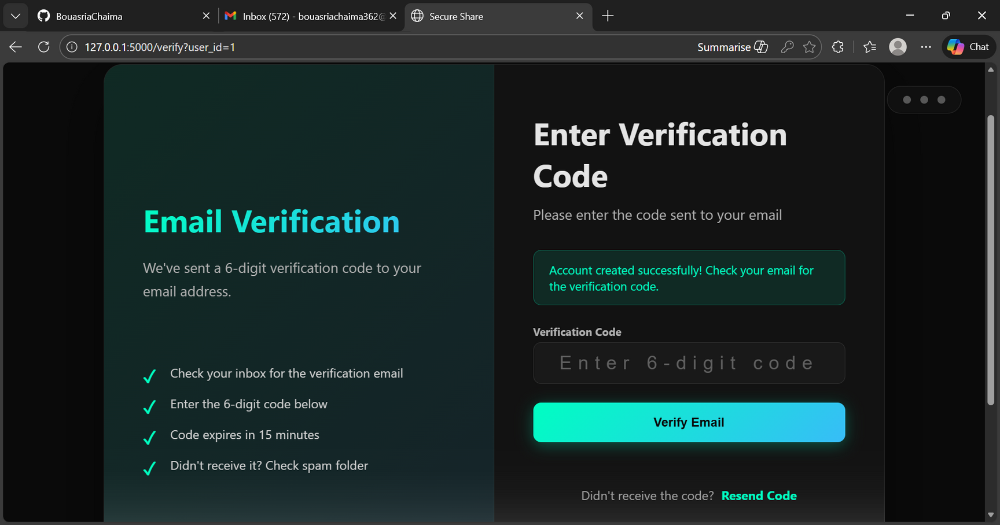 BouasriaChaima
Inbox (572) - bouasriachaima362@
Secure Share
127.0.0.1:5000/verify?user_id=1
Summarise
Chat
Email Verification
We've sent a 6-digit verification code to your
email address.
Check your inbox for the verification email
Enter the 6-digit code below
Code expires in 15 minutes
Didn't receive it? Check spam folder
Enter Verification
Code
Please enter the code sent to your email
Account created successfully! Check your email for
the verification code.
Verification Code
Enter 6-digit code
Verify Email
Didn't receive the code? Resend Code